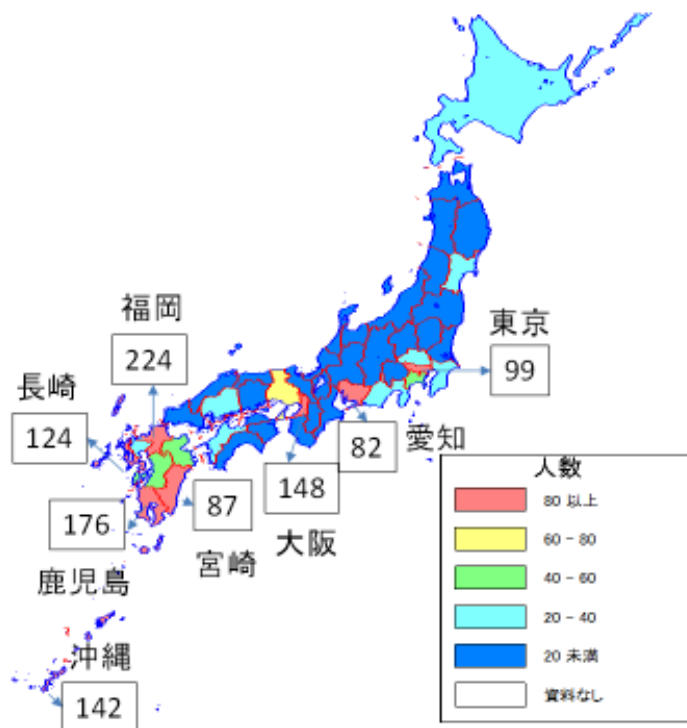 福岡
224
長崎
124
176
鹿児島
沖縄
142
87
宮崎
148
大阪
82
愛知
東京
99
人数
80 以上
60 - 80
40 - 60
20 - 40
20 未満
資料なし